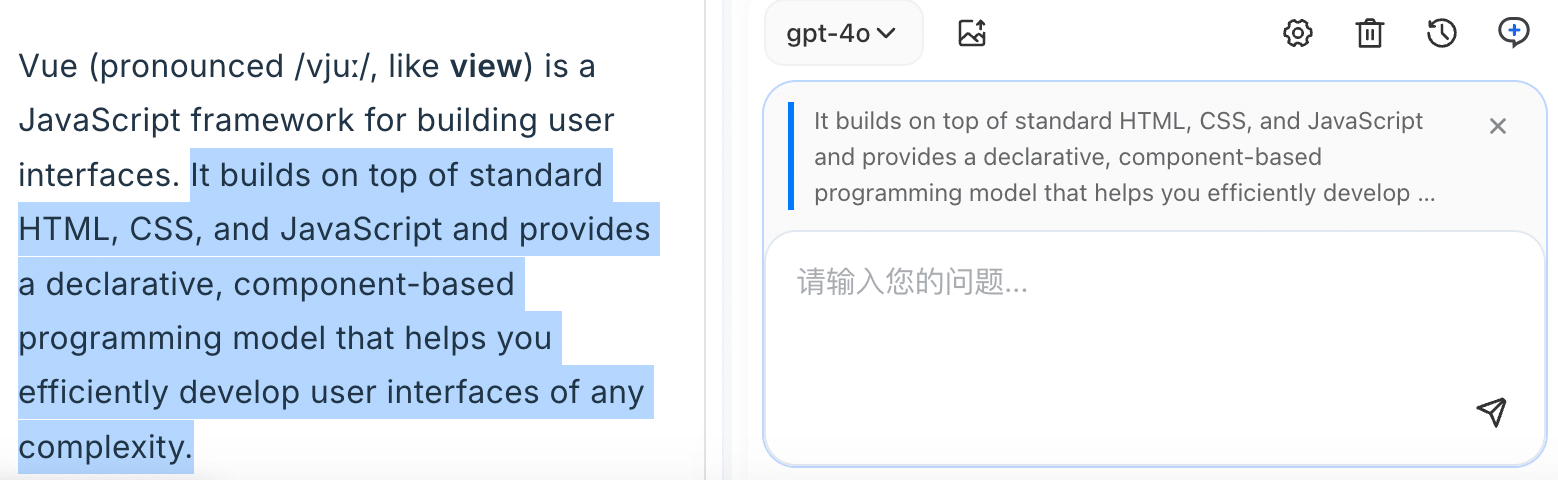 Vue (pronounced /vjuː/, like view) is a
JavaScript framework for building user
interfaces. It builds on top of standard
HTML, CSS, and JavaScript and provides
a declarative, component-based
programming model that helps you
efficiently develop user interfaces of any
complexity.
gpt-4o
It builds on top of standard HTML, CSS, and JavaScript
and provides a declarative, component-based
programming model that helps you efficiently develop ...
请输入您的问题...